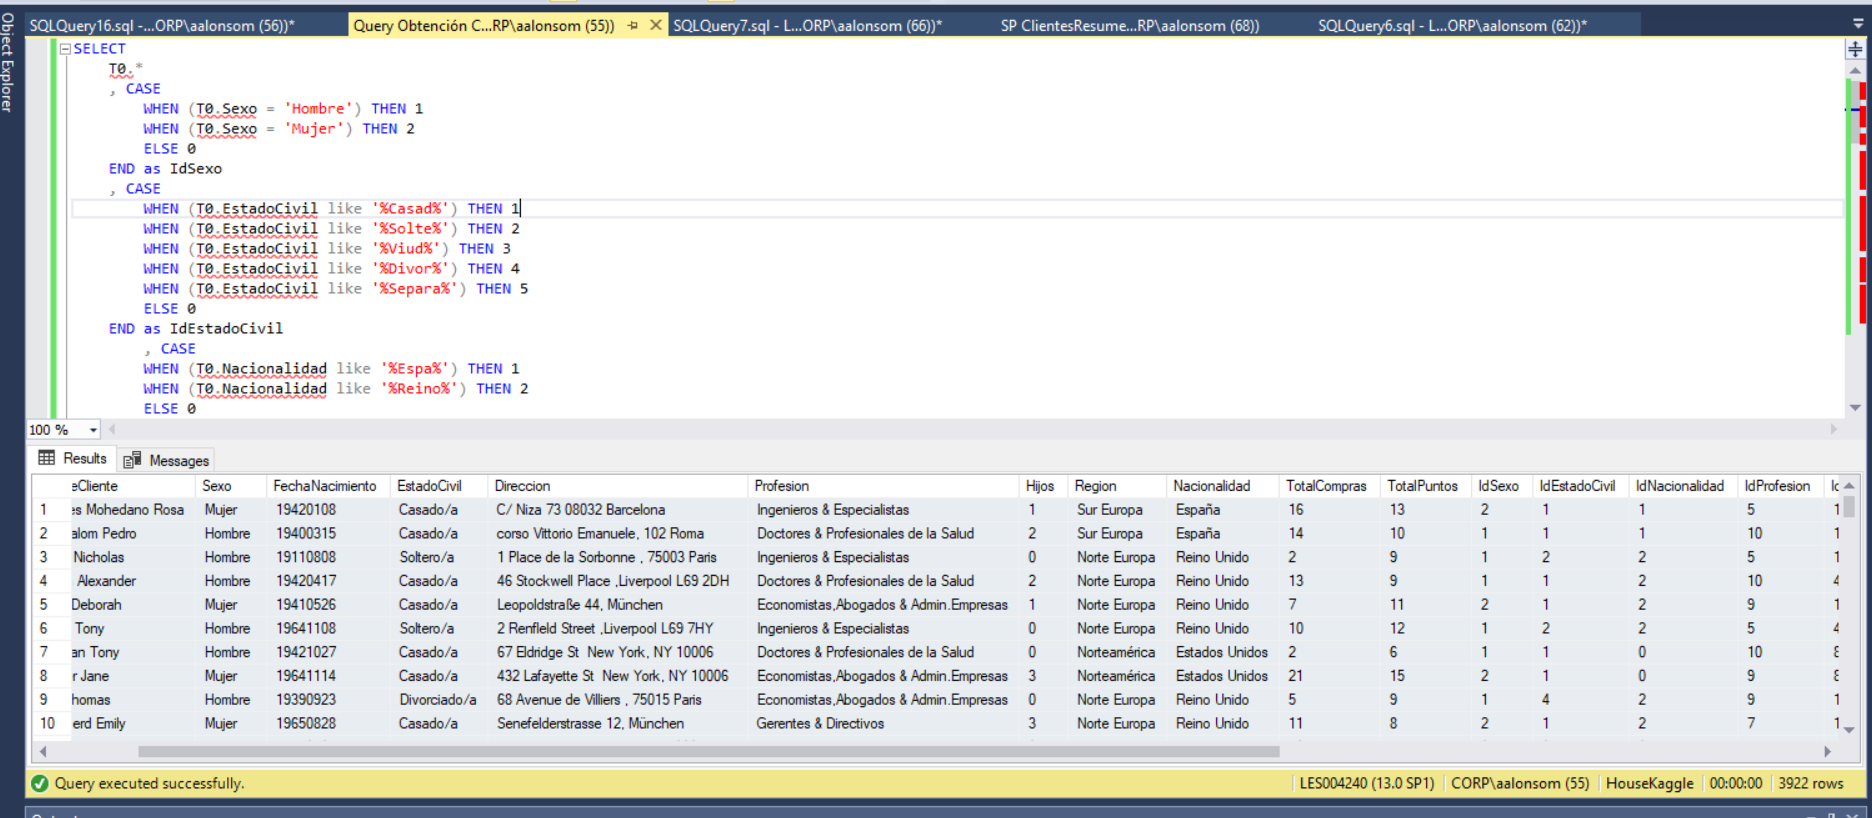 SQLQuery16.sql -...ORP\aalonsom (56))* Query Obtención C...RP\aalonsom (55)) SQLQuery7.sql - L...ORP\aalonsom (66))* SP ClientesResume...RP\aalonsom (68)) SQLQuery6.sql - L...ORP\aalonsom (62))*
Object Explorer
SELECT
T0.*
, CASE
WHEN (T0.Sexo = 'Hombre') THEN 1
WHEN (T0.Sexo = 'Mujer') THEN 2
ELSE 0
END as IdSexo
, CASE
WHEN (T0.EstadoCivil like '%Casad%') THEN 1
WHEN (T0.EstadoCivil like '%Solte%') THEN 2
WHEN (T0.EstadoCivil like '%Viud%') THEN 3
WHEN (T0.EstadoCivil like '%Divor%') THEN 4
WHEN (T0.EstadoCivil like '%Separa%') THEN 5
ELSE 0
END as IdEstadoCivil
, CASE
WHEN (T0.Nacionalidad like '%Espa%') THEN 1
WHEN (T0.Nacionalidad like '%Reino%') THEN 2
ELSE 0
100 %
Results Messages
eCliente Sexo FechaNacimiento EstadoCivil Direccion Profesion Hijos Region Nacionalidad TotalCompras TotalPuntos IdSexo IdEstadoCivil IdNacionalidad IdProfesion
1 es Mohedano Rosa Mujer 19420108 Casado/a C/ Niza 73 08032 Barcelona Ingenieros & Especialistas 1 Sur Europa España 16 13 2 1 1 5 1
2 alom Pedro Hombre 19400315 Casado/a corso Vittorio Emanuele, 102 Roma Doctores & Profesionales de la Salud 2 Sur Europa España 14 10 1 1 1 10 1
3 Nicholas Hombre 19110808 Soltero/a 1 Place de la Sorbonne , 75003 Paris Ingenieros & Especialistas 0 Norte Europa Reino Unido 2 9 1 2 2 5 1
4 Alexander Hombre 19420417 Casado/a 46 Stockwell Place ,Liverpool L69 2DH Doctores & Profesionales de la Salud 2 Norte Europa Reino Unido 13 9 1 1 2 10 4
5 Deborah Mujer 19410526 Casado/a Leopoldstraße 44, München Economistas,Abogados & Admin.Empresas 1 Norte Europa Reino Unido 7 11 2 1 2 9 1
6 Tony Hombre 19641108 Soltero/a 2 Renfield Street ,Liverpool L69 7HY Ingenieros & Especialistas 0 Norte Europa Reino Unido 10 12 1 2 2 5 4
7 an Tony Hombre 19421027 Casado/a 67 Eldridge St New York, NY 10006 Doctores & Profesionales de la Salud 0 Norteamérica Estados Unidos 2 6 1 1 0 10
8 r Jane Mujer 19641114 Casado/a 432 Lafayette St New York, NY 10006 Economistas,Abogados & Admin.Empresas 3 Norteamérica Estados Unidos 21 15 2 1 0 9
9 homas Hombre 19390923 Divorciado/a 68 Avenue de Villiers , 75015 Paris Economistas,Abogados & Admin.Empresas 0 Norte Europa Reino Unido 5 9 1 4 2 9 1
10 erd Emily Mujer 19650828 Casado/a Senefelderstrasse 12, München Gerentes & Directivos 3 Norte Europa Reino Unido 11 8 2 1 2 7 1
Query executed successfully. LES004240 (13.0 SP1) CORP\aalonsom (55) HouseKaggle 00:00:00 3922 rows